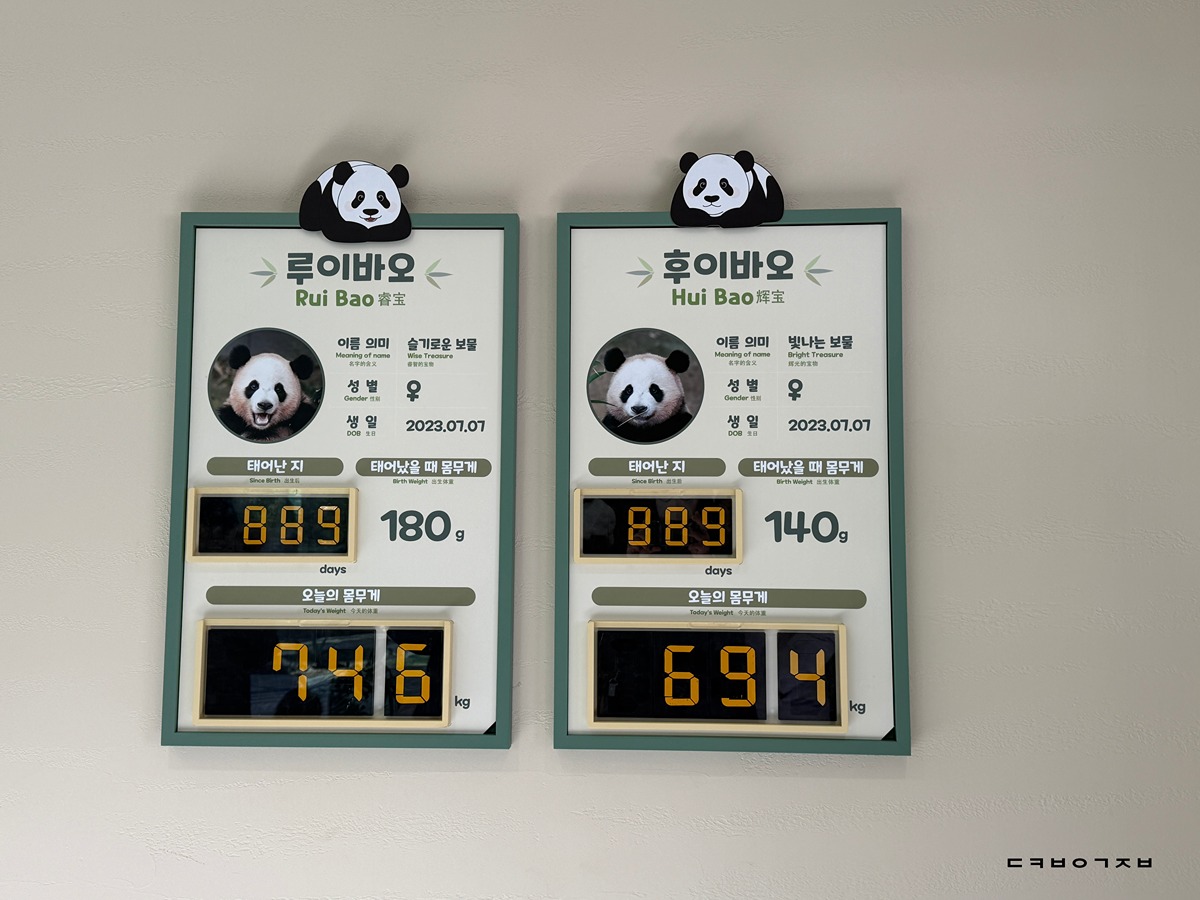 루이바오
Rui Bao 睿宝
이름 의미 슬기로운 보물
Meaning of name Wise Treasure
名字的含义 睿智的宝物
성 별 ♀
Gender 性别
생 일 2023.07.07
DOB 生日
태어난 지 태어났을 때 몸무게
Since Birth 出生后 Birth Weight 出生体重
889 180 g
days
오늘의 몸무게
Today's Weight 今天的体重
74 6 kg
후이바오
Hui Bao 辉宝
이름 의미 빛나는 보물
Meaning of name Bright Treasure
名字的含义 辉光的宝物
성 별 ♀
Gender 性别
생 일 2023.07.07
DOB 生日
태어난 지 태어났을 때 몸무게
Since Birth 出生后 Birth Weight 出生体重
889 140g
days
오늘의 몸무게
Today's Weight 今天的体重
69 4 kg
ㄷㅋㅂㅇㄱㅈㅂ